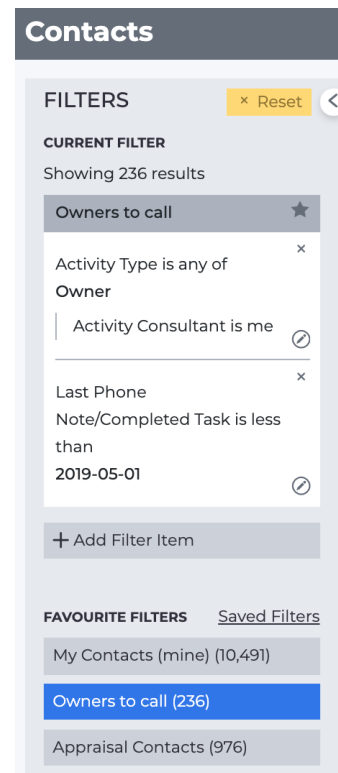 Contacts
FILTERS
× Reset
CURRENT FILTER
Showing 236 results
Owners to call
Activity Type is any of
Owner
Activity Consultant is me
Last Phone
Note/Completed Task is less
than
2019-05-01
+ Add Filter Item
FAVOURITE FILTERS Saved Filters
My Contacts (mine) (10,491)
Owners to call (236)
Appraisal Contacts (976)